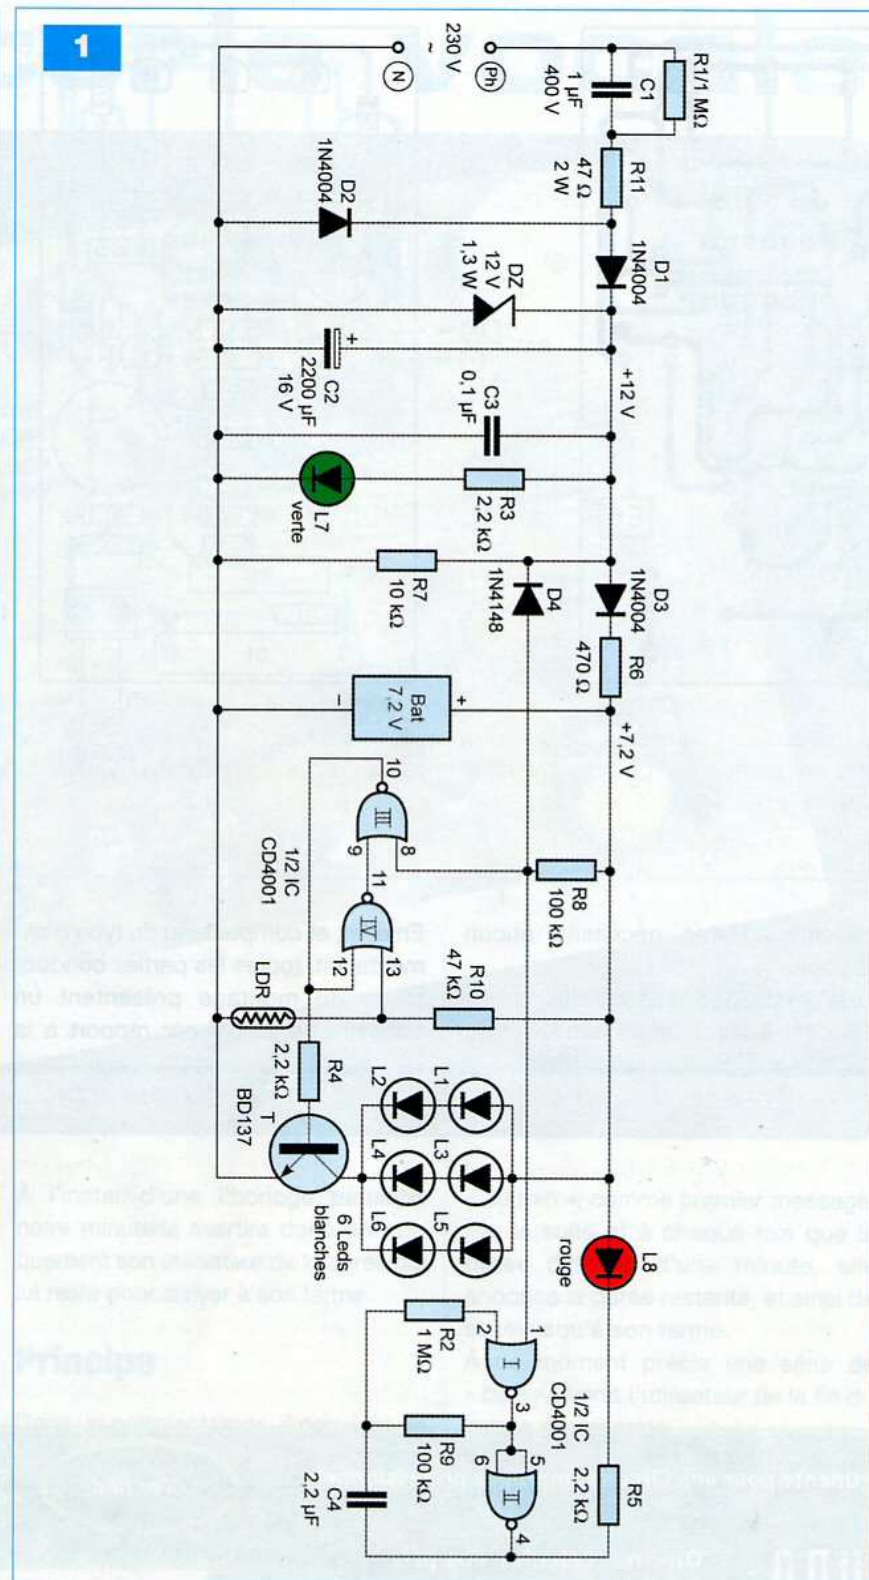 1
230 V
~
Ph
N
R1/1 MΩ
C1
1 µF
400 V
R11
47 Ω
2 W
D2
1N4004
D1
1N4004
DZ
12 V
1,3 W
+
C2
2200 µF
16 V
+12 V
C3
0,1 µF
R3
2,2 kΩ
L7
verte
D3
1N4004
D4
1N4148
R7
10 kΩ
R6
470 Ω
+7,2 V
+
Bat
7,2 V
–
R8
100 kΩ
10
III
8
9
11
IV
12
13
1/2 IC
CD4001
R10
47 kΩ
LDR
R4
2,2 kΩ
T
BD137
L1
L2
L3
L4
L5
L6
6 Leds
blanches
L8
rouge
R2
1 MΩ
1
2
I
3
1/2 IC
CD4001
R9
100 kΩ
5
6
II
4
C4
2,2 µF
R5
2,2 kΩ